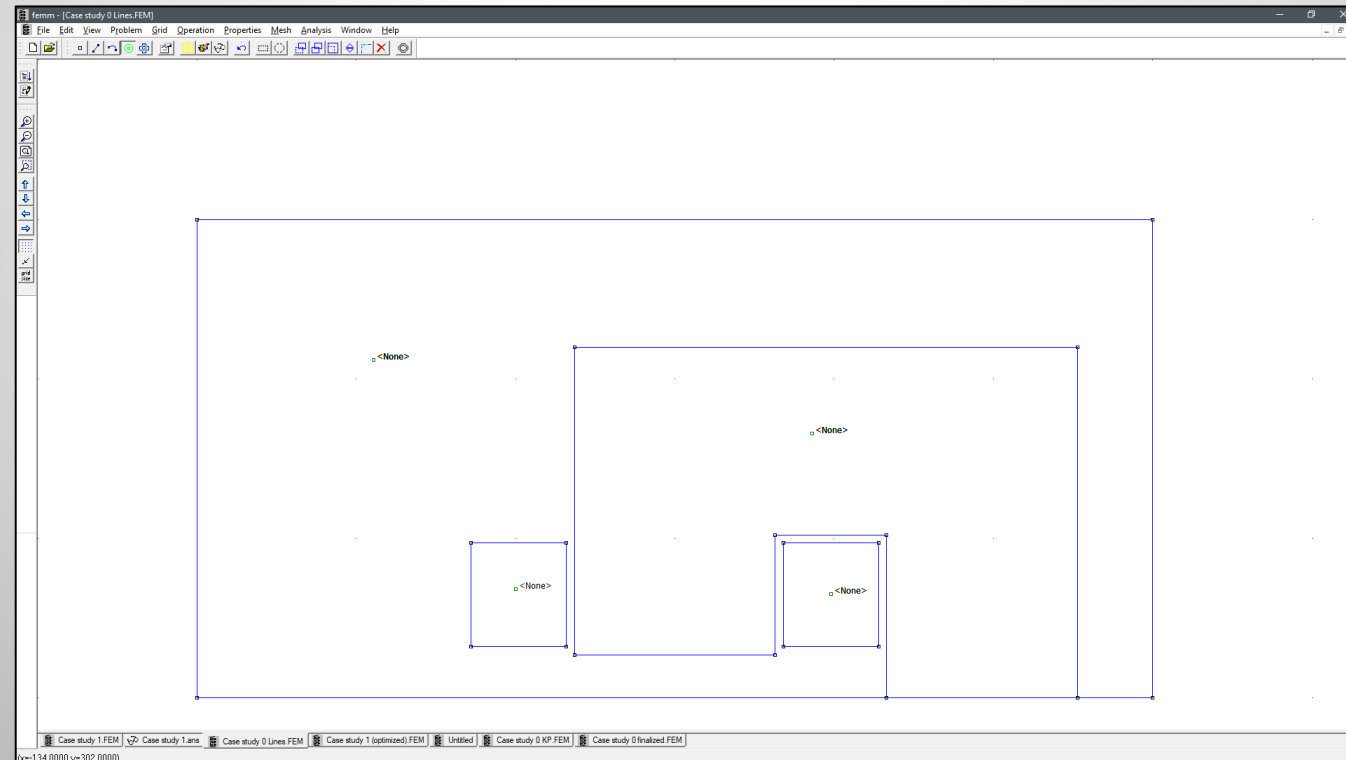 femm - [Case study 0 Lines.FEM]
File Edit View Problem Grid Operation Properties Mesh Analysis Window Help
grid size
<None>
<None>
<None>
<None>
Case study 1.FEM Case study 1.ans Case study 0 Lines.FEM Case study 1 (optimized).FEM Untitled Case study 0 KP.FEM Case study 0 finalized.FEM
(x=-134.0000,y=302.0000)